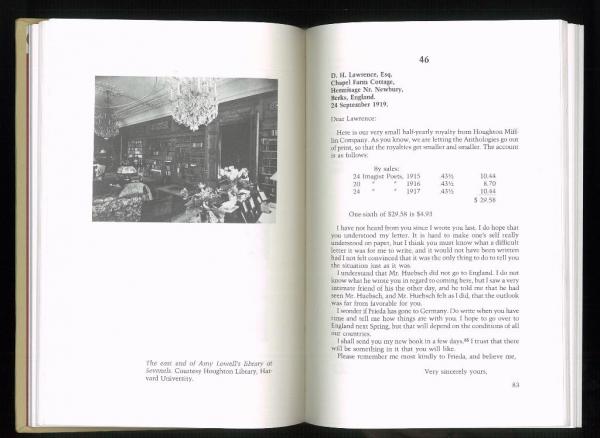 The east end of Amy Lowell's library at
Sevenels. Courtesy Houghton Library, Har-
vard University.
46
D. H. Lawrence, Esq.
Chapel Farm Cottage,
Hermitage Nr. Newbury,
Berks, England.
24 September 1919.
Dear Lawrence:
Here is our very small half-yearly royalty from Houghton Miff-
lin Company. As you know, we are letting the Anthologies go out
of print, so that the royalties get smaller and smaller. The account
is as follows:
By sales:
24 Imagist Poets, 1915 .43½ 10.44
20 " " 1916 .43½ 8.70
24 " " 1917 .43½ 10.44
$ 29.58
One sixth of $29.58 is $4.93
I have not heard from you since I wrote you last. I do hope that
you understood my letter. It is hard to make one's self really
understood on paper, but I think you must know what a difficult
letter it was for me to write, and it would not have been written
had I not felt convinced that it was the only thing to do to tell you
the situation just as it was.
I understand that Mr. Huebsch did not go to England. I do not
know what he wrote you in regard to coming here, but I saw a very
intimate friend of his the other day, and he told me that he had
seen Mr. Huebsch, and Mr. Huebsch felt as I did, that the outlook
was far from favorable for you.
I wonder if Frieda has gone to Germany. Do write when you have
time and tell me how things are with you. I hope to go over to
England next Spring, but that will depend on the conditions of all
our countries.
I shall send you my new book in a few days. I trust that there
will be something in it that you will like.
Please remember me most kindly to Frieda, and believe me,
Very sincerely yours,
83